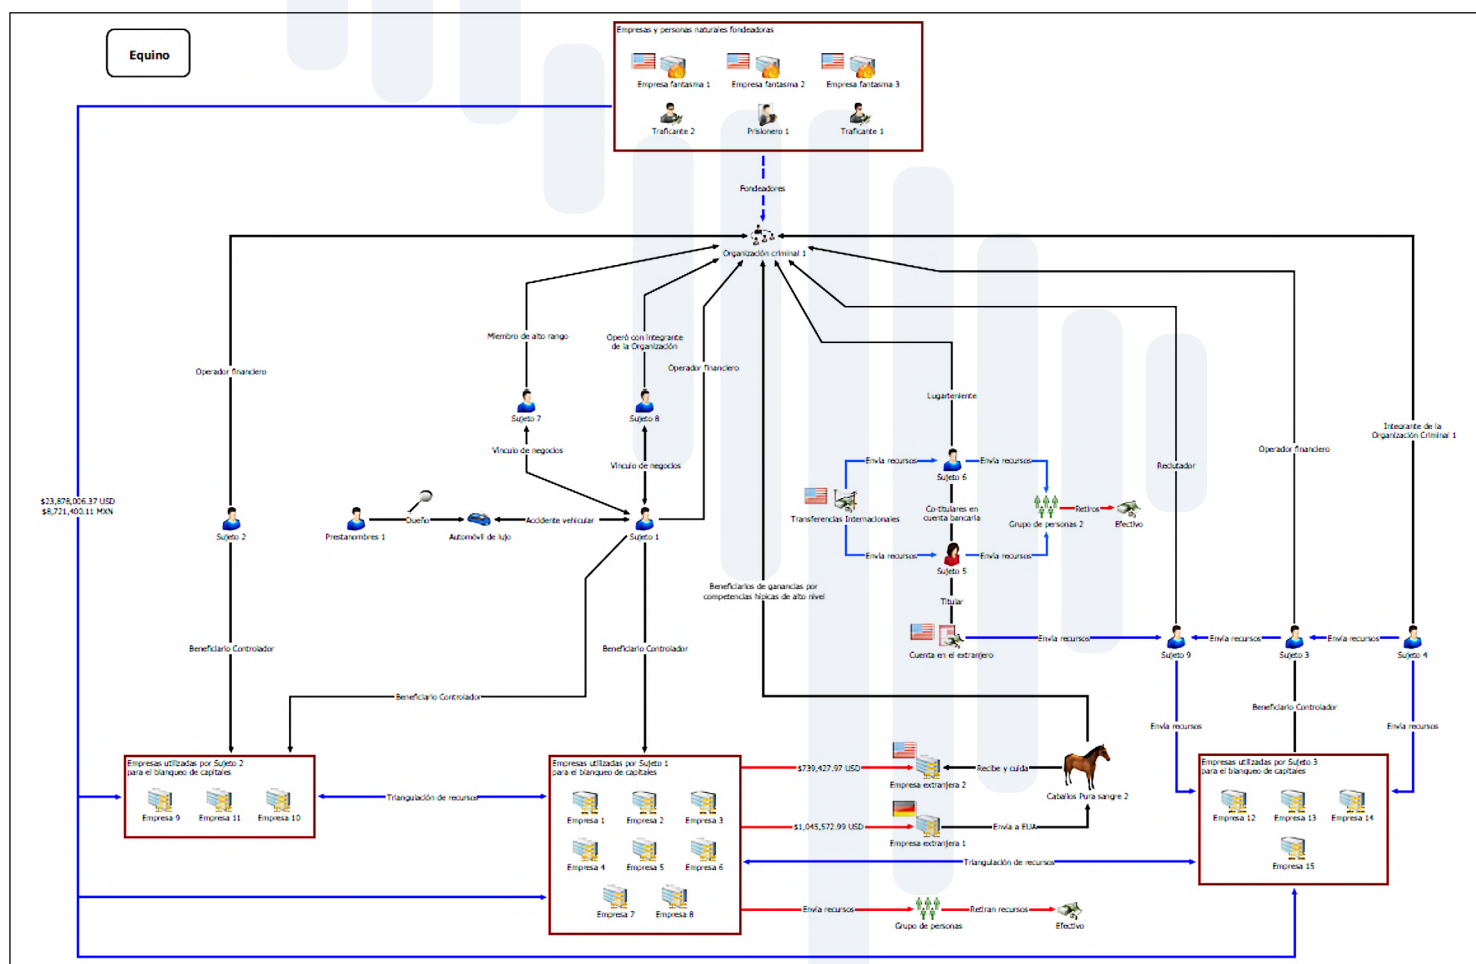 Equino
Empresas y personas naturales fondeadoras
Empresa fantasma 1
Empresa fantasma 2
Empresa fantasma 3
Traficante 2
Prisionero 1
Traficante 1
Fondeadores
Organización criminal 1
Miembro de alto rango
Operó con integrante
de la Organización
Operador financiero
Operador financiero
Lugarteniente
Sujeto 7
Sujeto 8
Integrante de la
Organización Criminal 1
Vínculo de negocios
Operador financiero
Vínculo de negocios
Envía recursos
Envía recursos
Reclutador
Sujeto 6
$23,878,006.37 USD
$8,721,400.11 MXN
Transferencias Internacionales
Co-titulares en
cuenta bancaria
Retiros
Grupo de personas 2
Efectivo
Dueño
Accidente vehicular
Sujeto 2
Prestanombres 1
Automóvil de lujo
Sujeto 1
Envía recursos
Envía recursos
Sujeto 5
Beneficiarios de ganancias por
competencias hípicas de alto nivel
Titular
Envía recursos
Envía recursos
Envía recursos
Cuenta en el extranjero
Sujeto 9
Sujeto 3
Sujeto 4
Beneficiario Controlador
Beneficiario Controlador
Beneficiario Controlador
Beneficiario Controlador
Envía recursos
Envía recursos
Empresas utilizadas por Sujeto 2
para el blanqueo de capitales
Empresa 9
Empresa 11
Empresa 10
Triangulación de recursos
Empresas utilizadas por Sujeto 1
para el blanqueo de capitales
Empresa 1
Empresa 2
Empresa 3
Empresa 4
Empresa 5
Empresa 6
Empresa 7
Empresa 8
$739,427.97 USD
Recibe y cuida
Empresa extranjera 2
Caballos Pura sangre 2
$1,045,572.99 USD
Envía a EUA
Empresa extranjera 1
Triangulación de recursos
Empresas utilizadas por Sujeto 3
para el blanqueo de capitales
Empresa 12
Empresa 13
Empresa 14
Empresa 15
Envía recursos
Retiran recursos
Grupo de personas
Efectivo